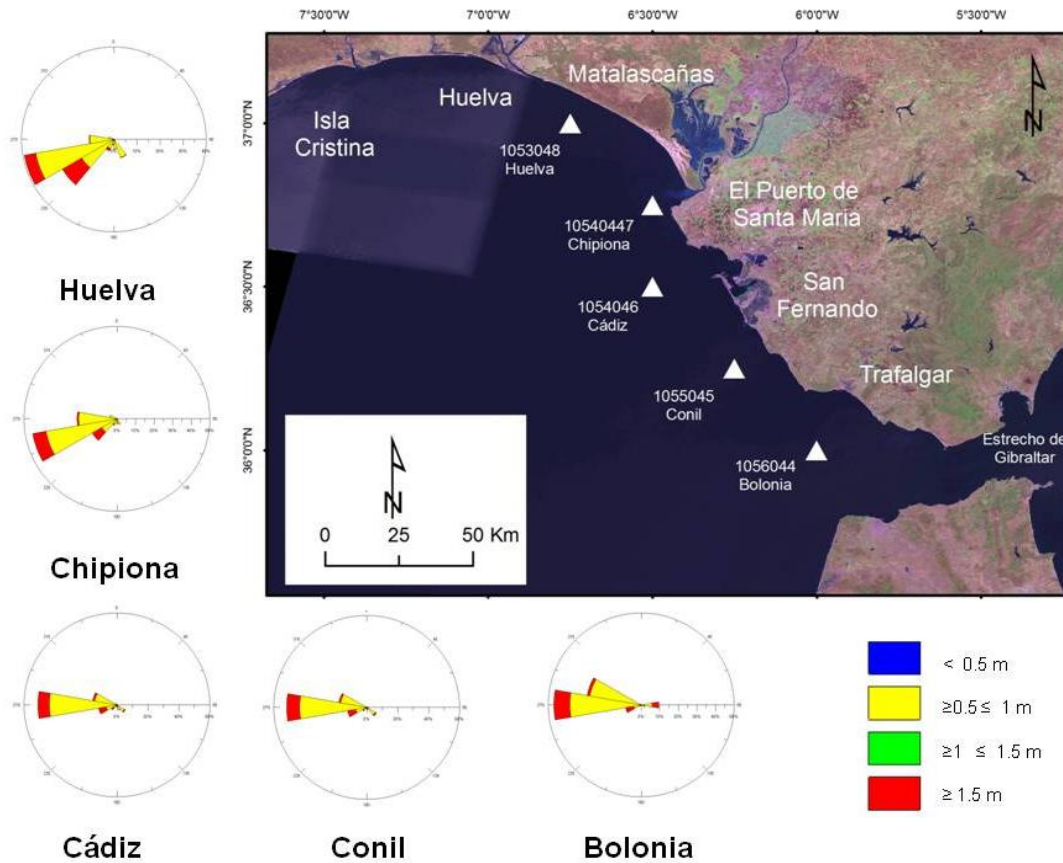 7°30'0"W
7°0'0"W
6°30'0"W
6°0'0"W
5°30'0"W
37°0'0"N
36°30'0"N
36°0'0"N
Matalascañas
Huelva
Isla
Cristina
1053048
Huelva
El Puerto de
Santa Maria
10540447
Chipiona
1054046
Cádiz
San
Fernando
1055045
Conil
Trafalgar
Estrecho de
Gibraltar
1056044
Bolonia
N
N
0 25 50 Km
Huelva
Chipiona
Cádiz
Conil
Bolonia
< 0.5 m
≥0.5 ≤ 1 m
≥1 ≤ 1.5 m
≥ 1.5 m